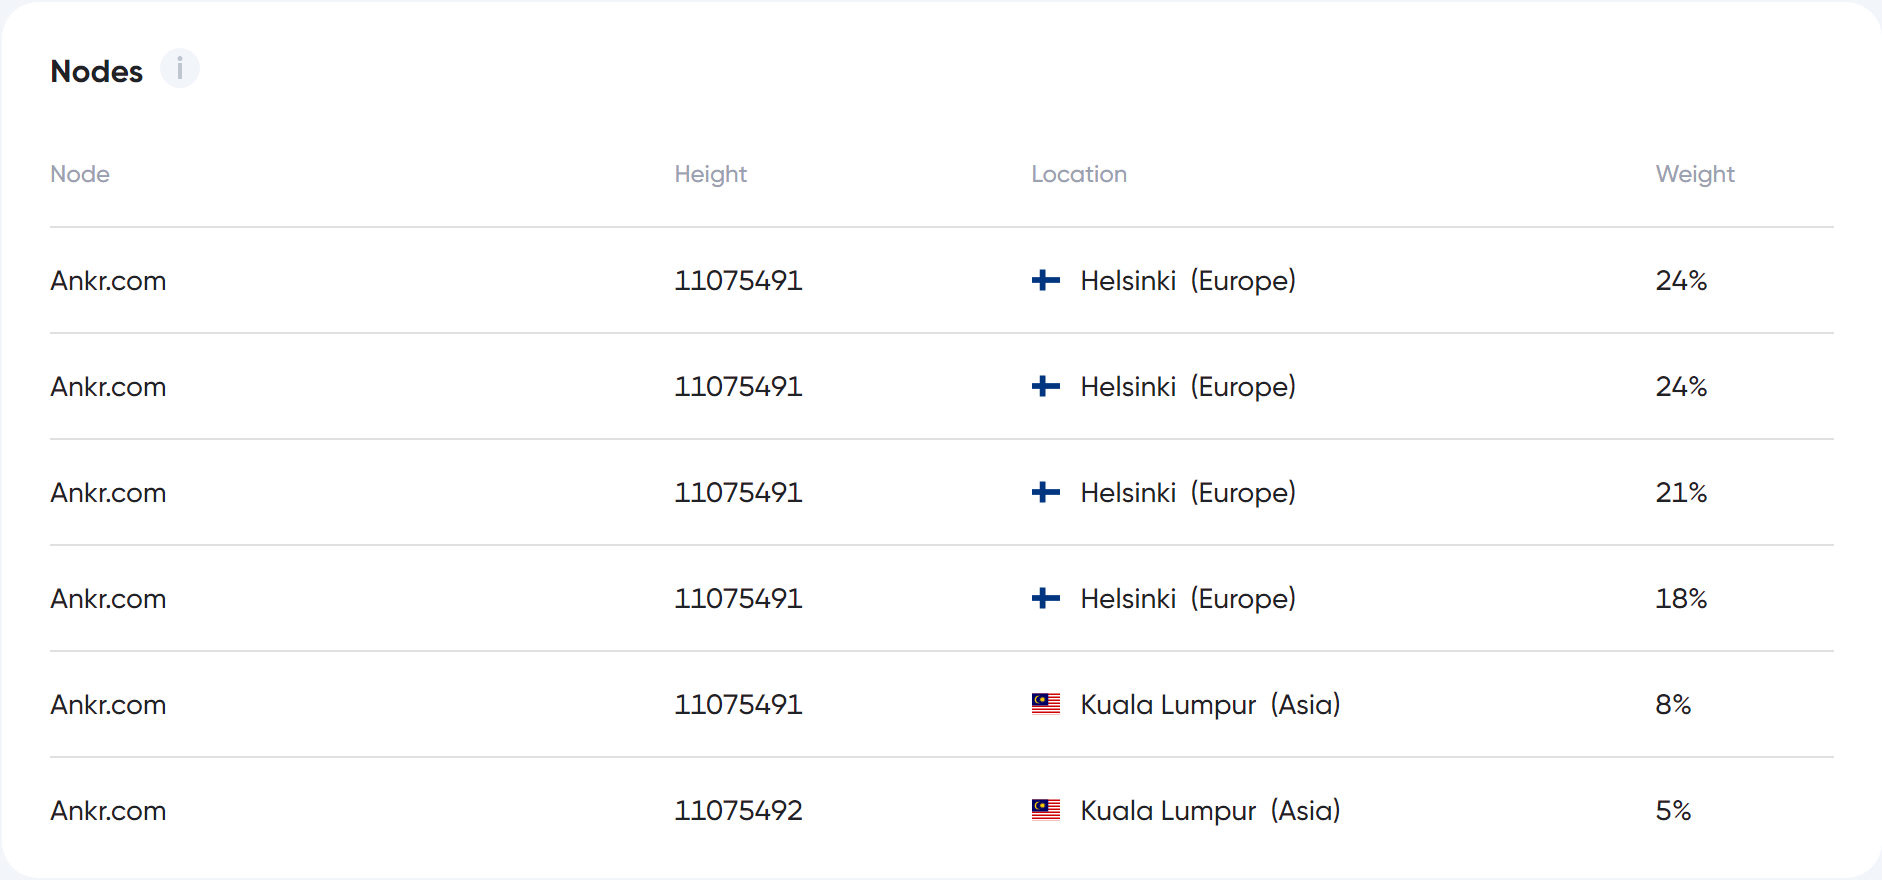 Nodes i
Node Height Location Weight
Ankr.com 11075491 Helsinki (Europe) 24%
Ankr.com 11075491 Helsinki (Europe) 24%
Ankr.com 11075491 Helsinki (Europe) 21%
Ankr.com 11075491 Helsinki (Europe) 18%
Ankr.com 11075491 Kuala Lumpur (Asia) 8%
Ankr.com 11075492 Kuala Lumpur (Asia) 5%